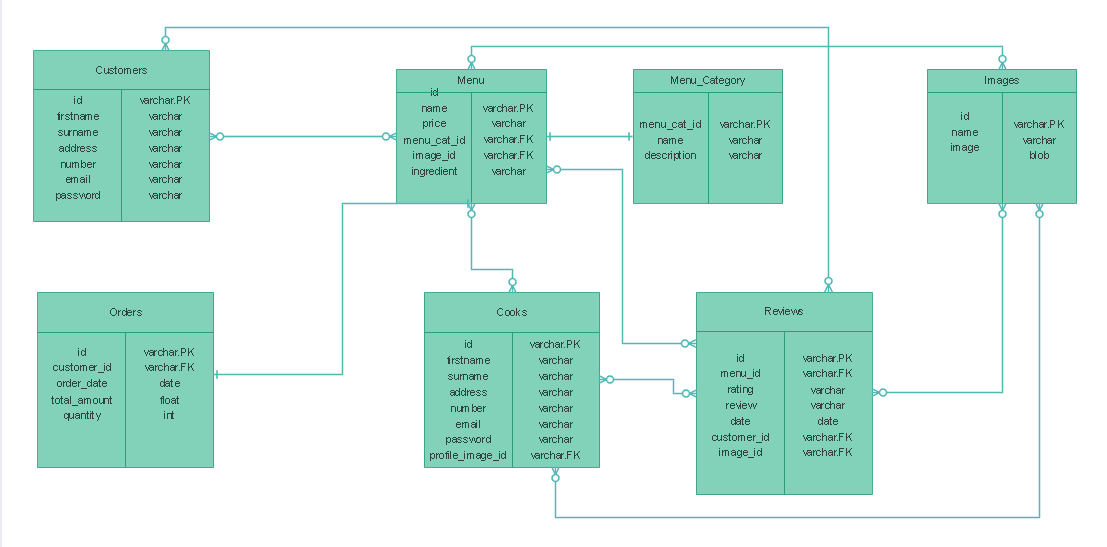 Customers
id varchar.PK
firstname varchar
surname varchar
address varchar
number varchar
email varchar
password varchar
Menu
id
name varchar.PK
price varchar
menu_cat_id varchar.FK
image_id varchar.FK
ingredient varchar
Menu_Category
menu_cat_id varchar.PK
name varchar
description varchar
Images
id varchar.PK
name varchar
image blob
Orders
id varchar.PK
customer_id varchar.FK
order_date date
total_amount float
quantity int
Cooks
id varchar.PK
firstname varchar
surname varchar
address varchar
number varchar
email varchar
password varchar
profile_image_id varchar.FK
Reviews
id varchar.PK
menu_id varchar.FK
rating varchar
review varchar
date date
customer_id varchar.FK
image_id varchar.FK